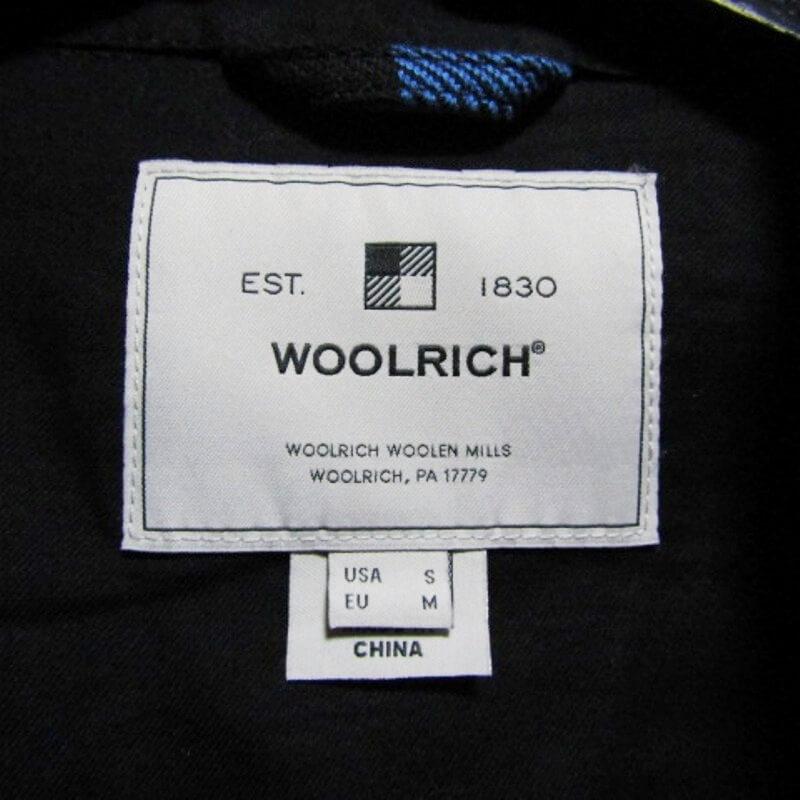 EST. 1830
WOOLRICH®
WOOLRICH WOOLEN MILLS
WOOLRICH, PA 17779
USA S
EU M
CHINA